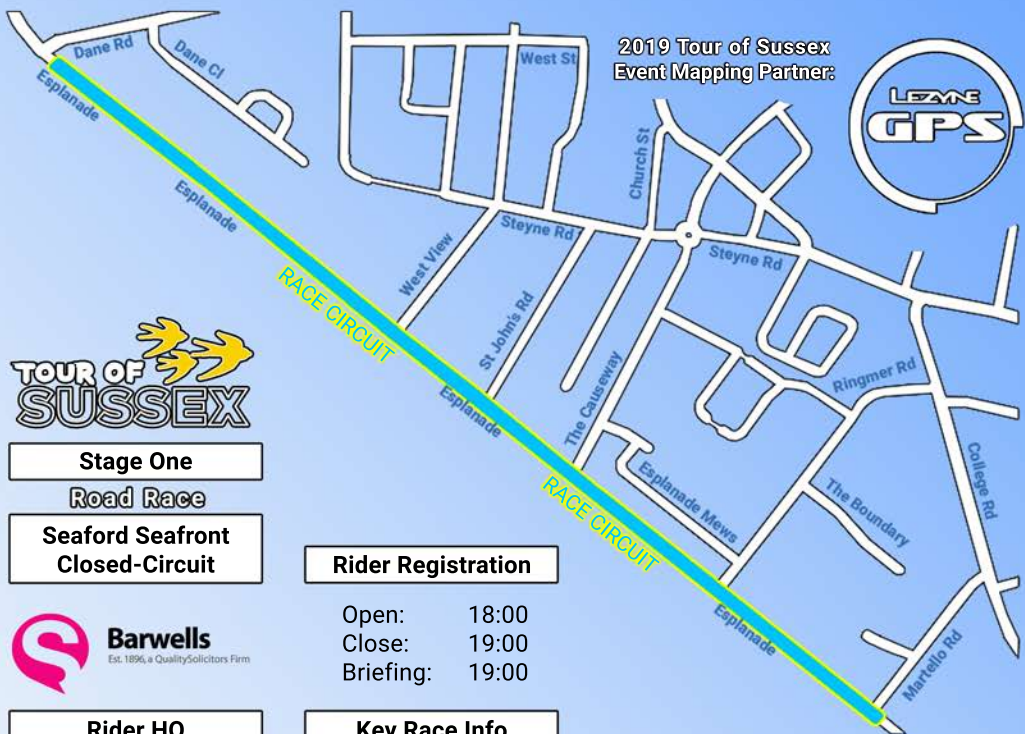 2019 Tour of Sussex
Event Mapping Partner:
LEZYNE
GPS
Dane Rd
Dane Cl
Esplanade
Esplanade
RACE CIRCUIT
West St
Church St
Steyne Rd
Steyne Rd
West View
St John's Rd
Esplanade
The Causeway
Ringmer Rd
College Rd
RACE CIRCUIT
Esplanade Mews
The Boundary
Esplanade
Martello Rd
TOUR OF
SUSSEX
Stage One
Road Race
Seaford Seafront
Closed-Circuit
Barwells
Est. 1896, a QualitySolicitors Firm
Rider Registration
Open: 18:00
Close: 19:00
Briefing: 19:00
Rider HQ
Key Race Info